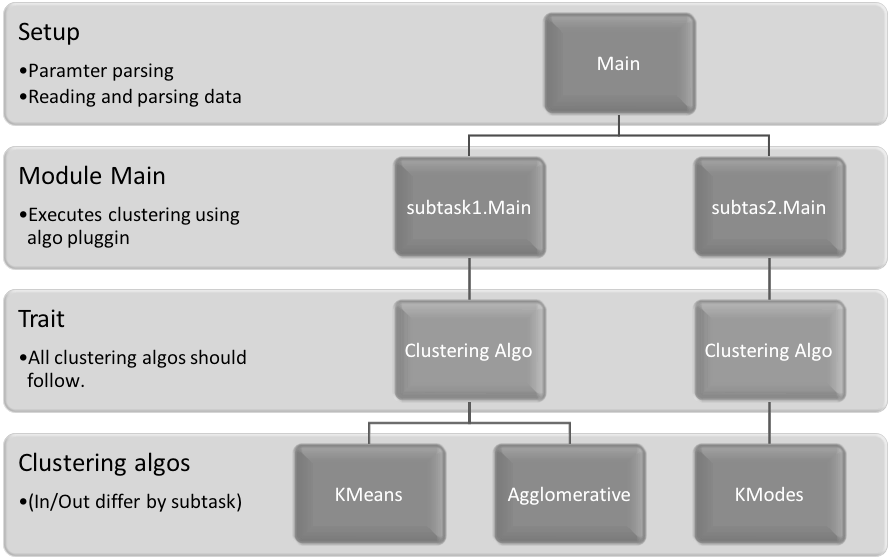 Setup
•Paramter parsing
•Reading and parsing data
Main
Module Main
•Executes clustering using
algo pluggin
subtask1.Main
subtas2.Main
Trait
•All clustering algos should
follow.
Clustering Algo
Clustering Algo
Clustering algos
•(In/Out differ by subtask)
KMeans
Agglomerative
KModes